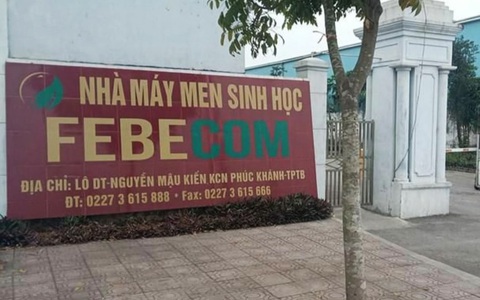 NHÀ MÁY MEN SINH HỌC
FEBECOM
ĐỊA CHỈ: LÔ DT-NGUYỄN MẬU KIẾN KCN PHÚC KHÁNH-TPTB
ĐT: 0227 3 615 888 • Fax: 0227 3 615 666